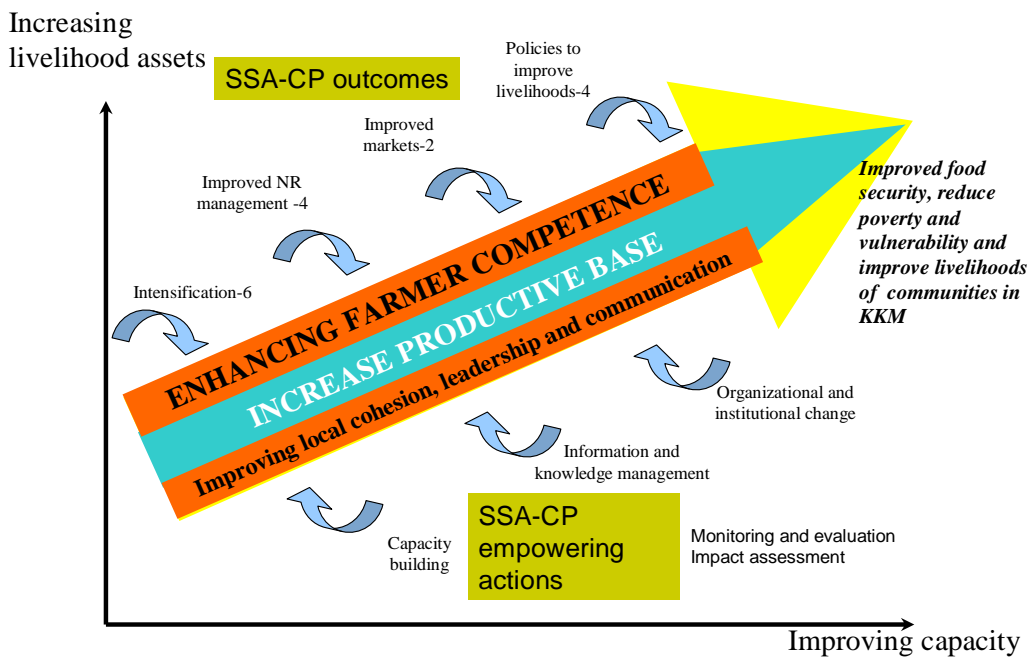 Increasing
livelihood assets
SSA-CP outcomes
Policies to
improve
livelihoods-4
Improved
markets-2
Improved NR
management -4
Intensification-6
ENHANCING FARMER COMPETENCE
INCREASE PRODUCTIVE BASE
Improving local cohesion, leadership and communication
Improved food
security, reduce
poverty and
vulnerability and
improve livelihoods
of communities in
KKM
Organizational and
institutional change
Information and
knowledge management
Capacity
building
SSA-CP
empowering
actions
Monitoring and evaluation
Impact assessment
Improving capacity